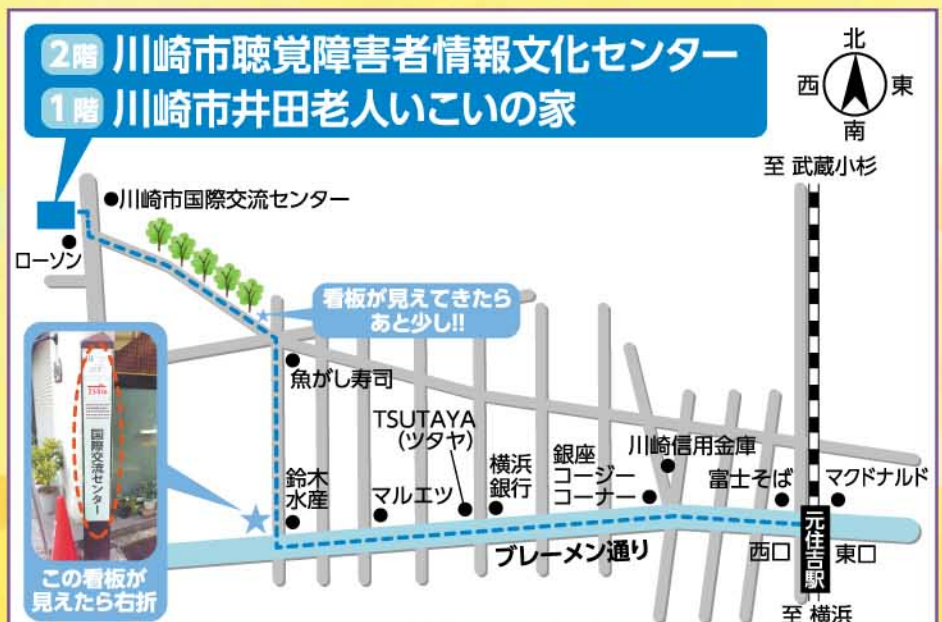 2階 川崎市聴覚障害者情報文化センター
1階 川崎市井田老人いこいの家
北
西
東
南
至 武蔵小杉
川崎市国際交流センター
ローソン
看板が見えてきたら
あと少し!!
魚がし寿司
TSUTAYA
(ツタヤ)
横浜
銀行
銀座
コージー
コーナー
川崎信用金庫
富士そば
マクドナルド
鈴木
水産
マルエツ
国際交流センター
ブレーメン通り
西口
元住吉駅
東口
この看板が
見えたら右折
至 横浜